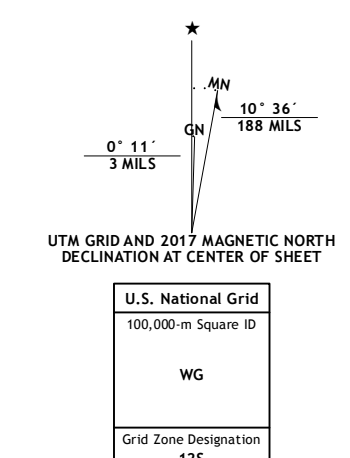 ★
MN
10° 36´
188 MILS
GN
0° 11´
3 MILS
UTM GRID AND 2017 MAGNETIC NORTH
DECLINATION AT CENTER OF SHEET
U.S. National Grid
100,000-m Square ID
WG
Grid Zone Designation